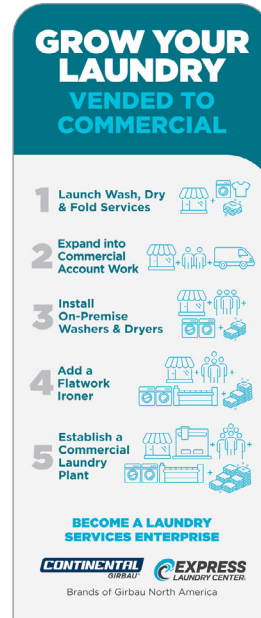 GROW YOUR
LAUNDRY
VENDED TO
COMMERCIAL
1 Launch Wash, Dry
& Fold Services
2 Expand into
Commercial
Account Work
3 Install
On-Premise
Washers & Dryers
4 Add a
Flatwork
Ironer
5 Establish a
Commercial
Laundry
Plant
BECOME A LAUNDRY
SERVICES ENTERPRISE
CONTINENTAL
GIRBAU
EXPRESS
LAUNDRY CENTER
Brands of Girbau North America